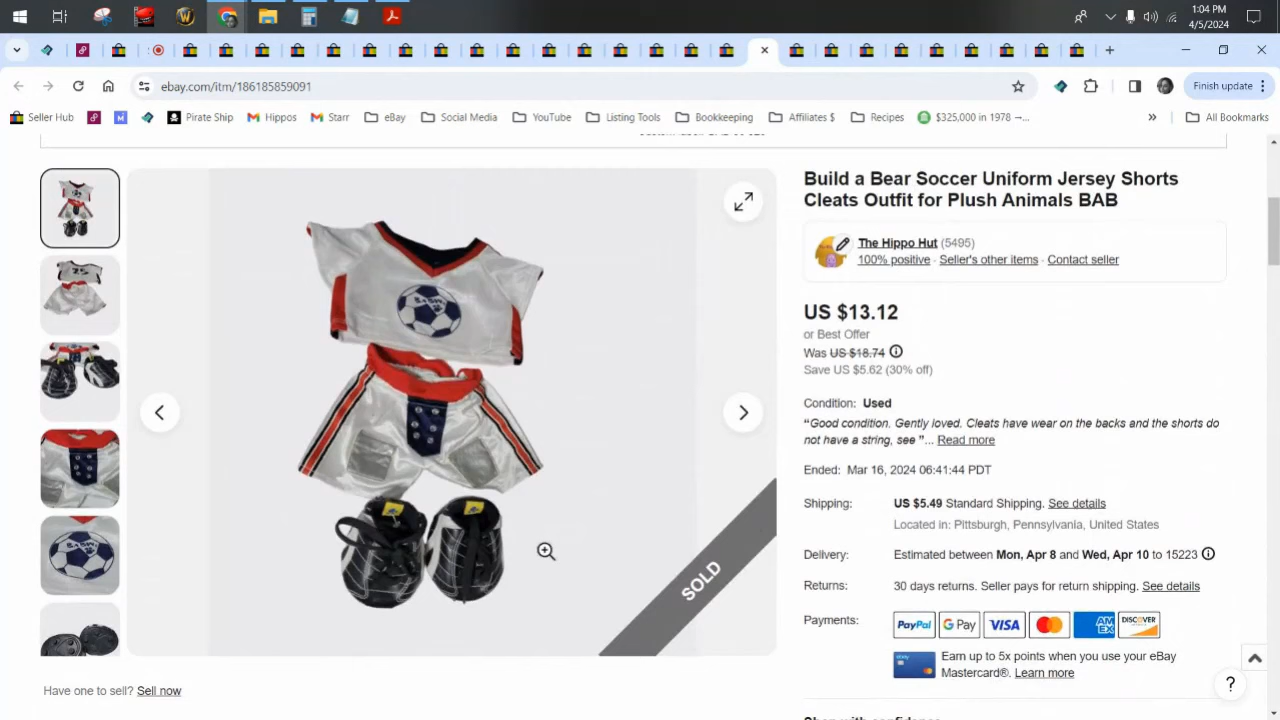 1:04 PM
4/5/2024
ebay.com/itm/186185859091
Finish update
Seller Hub
Pirate Ship
Hippos
Starr
eBay
Social Media
YouTube
Listing Tools
Bookkeeping
Affiliates $
Recipes
$325,000 in 1978 →...
»
All Bookmarks
Build a Bear Soccer Uniform Jersey Shorts
Cleats Outfit for Plush Animals BAB
The Hippo Hut (5495)
100% positive · Seller's other items · Contact seller
US $13.12
or Best Offer
Was US $18.74
Save US $5.62 (30% off)
Condition: Used
“Good condition. Gently loved. Cleats have wear on the backs and the shorts do
not have a string, see ”... Read more
Ended: Mar 16, 2024 06:41:44 PDT
Shipping: US $5.49 Standard Shipping. See details
Located in: Pittsburgh, Pennsylvania, United States
Delivery: Estimated between Mon, Apr 8 and Wed, Apr 10 to 15223
Returns: 30 days returns. Seller pays for return shipping. See details
Payments: PayPal G Pay VISA AM EX DISCOVER
Earn up to 5x points when you use your eBay
Mastercard®. Learn more
SOLD
75
Have one to sell? Sell now
?
Shop with confidence